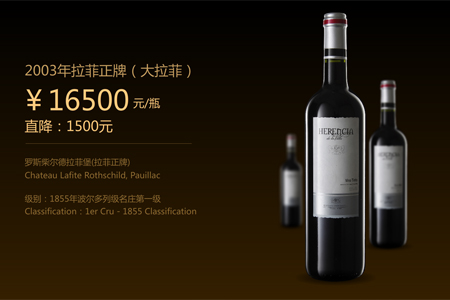 2003年拉菲正牌（大拉菲）
￥16500元/瓶
直降：1500元
罗斯柴尔德拉菲堡(拉菲正牌)
Chateau Lafite Rothschild, Pauillac
级别：1855年波尔多列级名庄第一级
Classification：1er Cru - 1855 Classification
HERENCIA